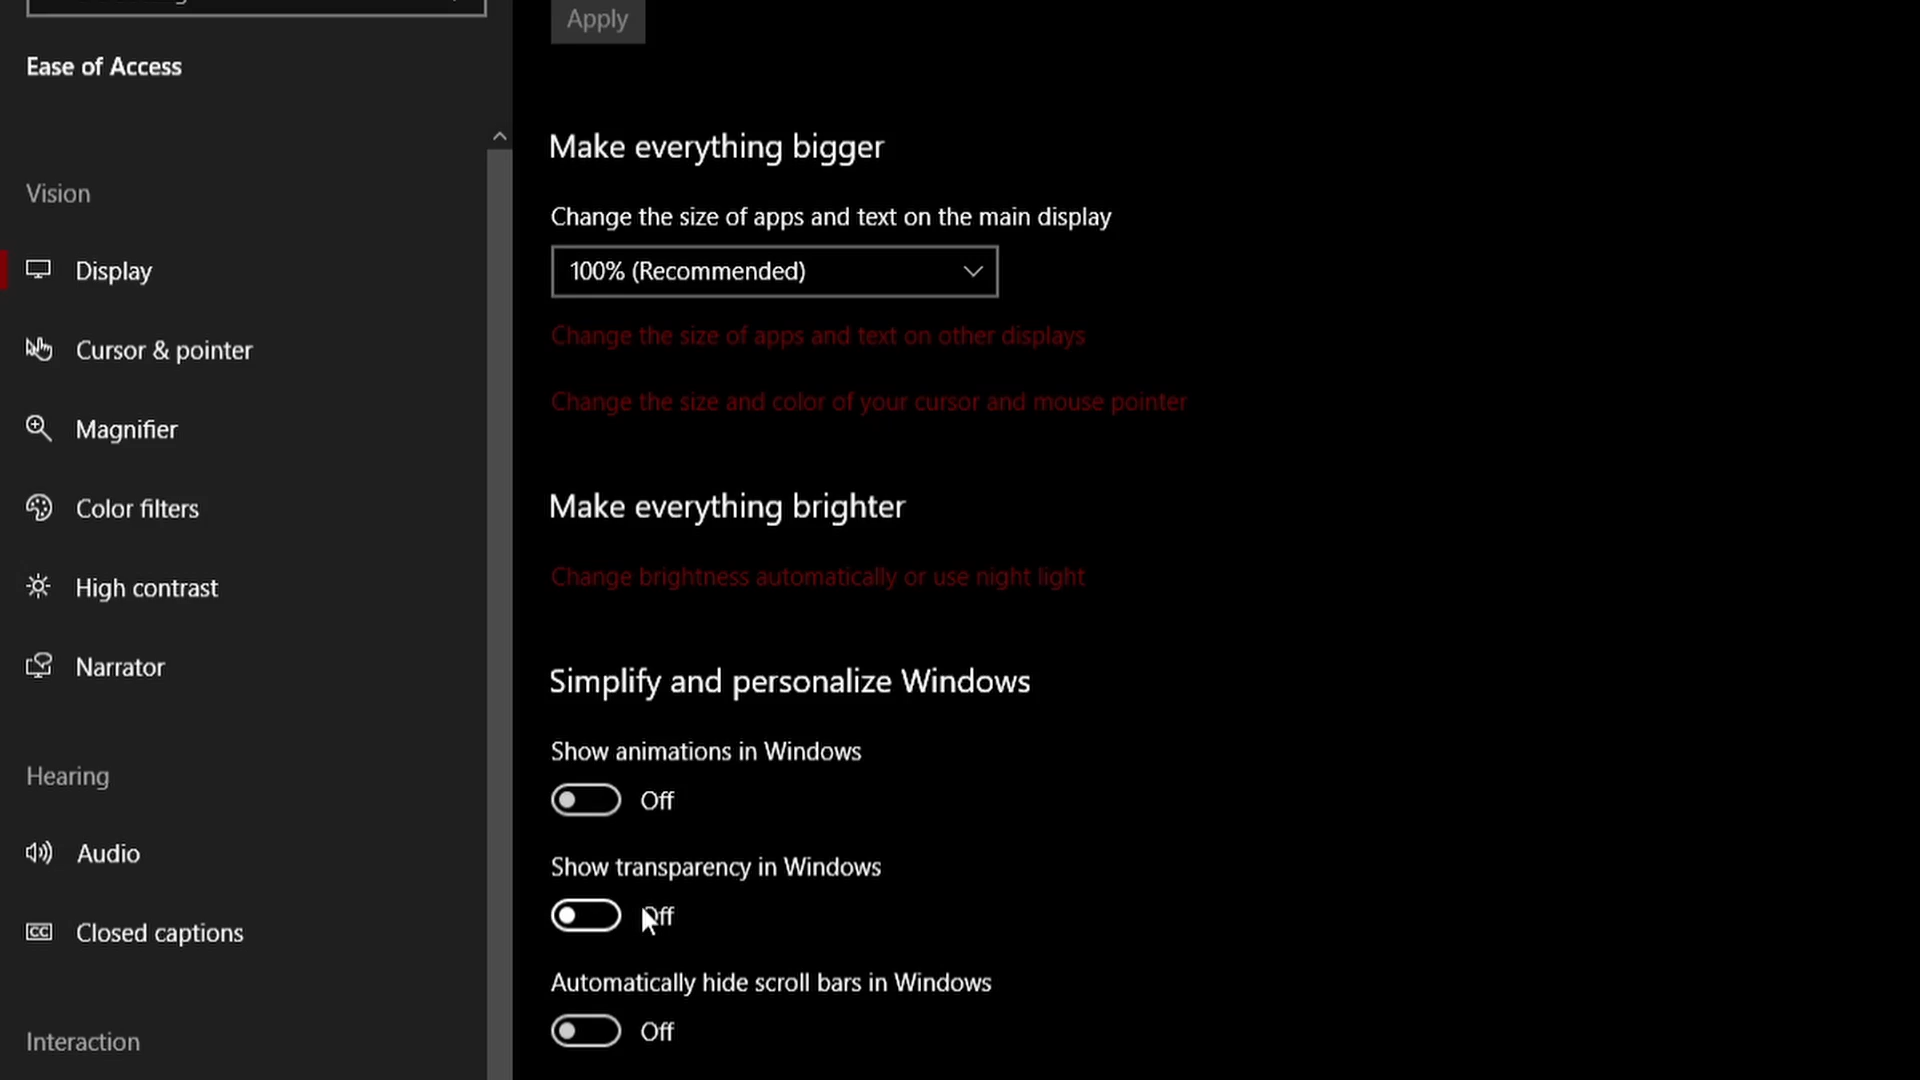 Ease of Access
Vision
Display
Cursor & pointer
Magnifier
Color filters
High contrast
Narrator
Hearing
Audio
CC
Closed captions
Interaction
Apply
Make everything bigger
Change the size of apps and text on the main display
100% (Recommended)
Change the size of apps and text on other displays
Change the size and color of your cursor and mouse pointer
Make everything brighter
Change brightness automatically or use night light
Simplify and personalize Windows
Show animations in Windows
Off
Show transparency in Windows
Off
Automatically hide scroll bars in Windows
Off